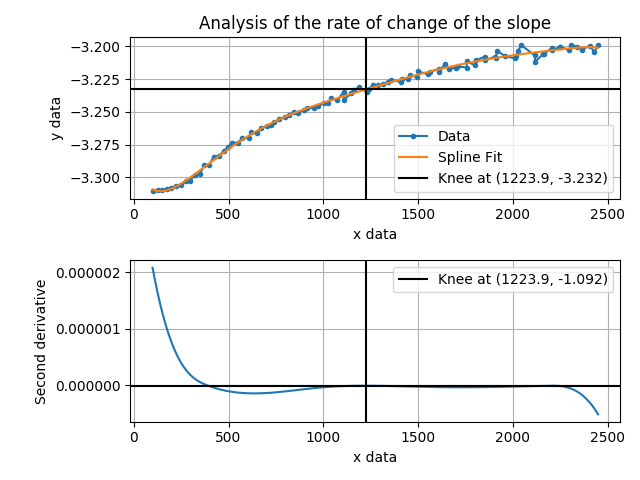 Analysis of the rate of change of the slope
−3.200
−3.225
−3.250
−3.275
−3.300
y data
Data
Spline Fit
Knee at (1223.9, -3.232)
0 500 1000 1500 2000 2500
x data
0.000002
0.000001
0.000000
Second derivative
Knee at (1223.9, -1.092)
0 500 1000 1500 2000 2500
x data